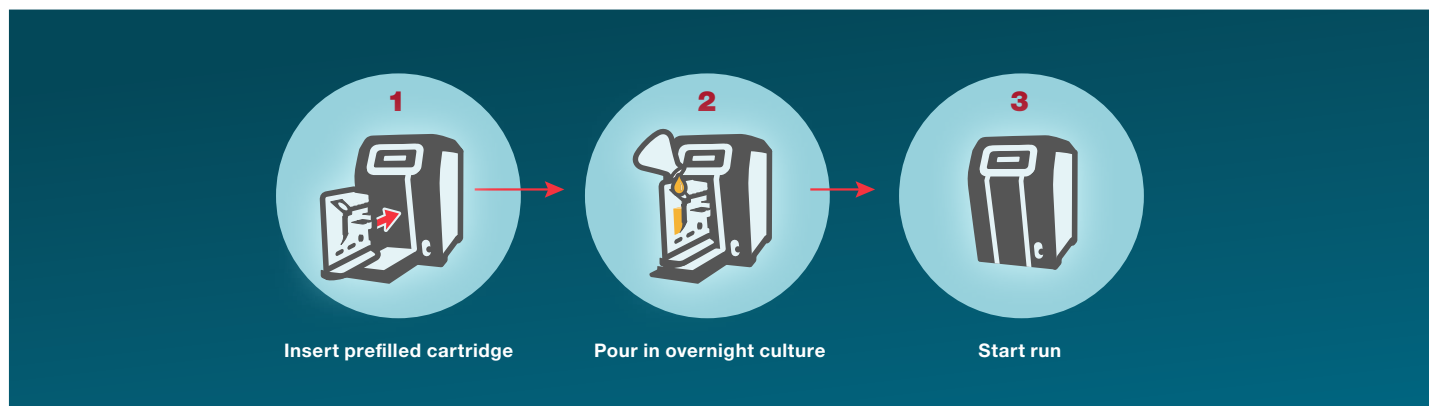 1
2
3
Insert prefilled cartridge
Pour in overnight culture
Start run